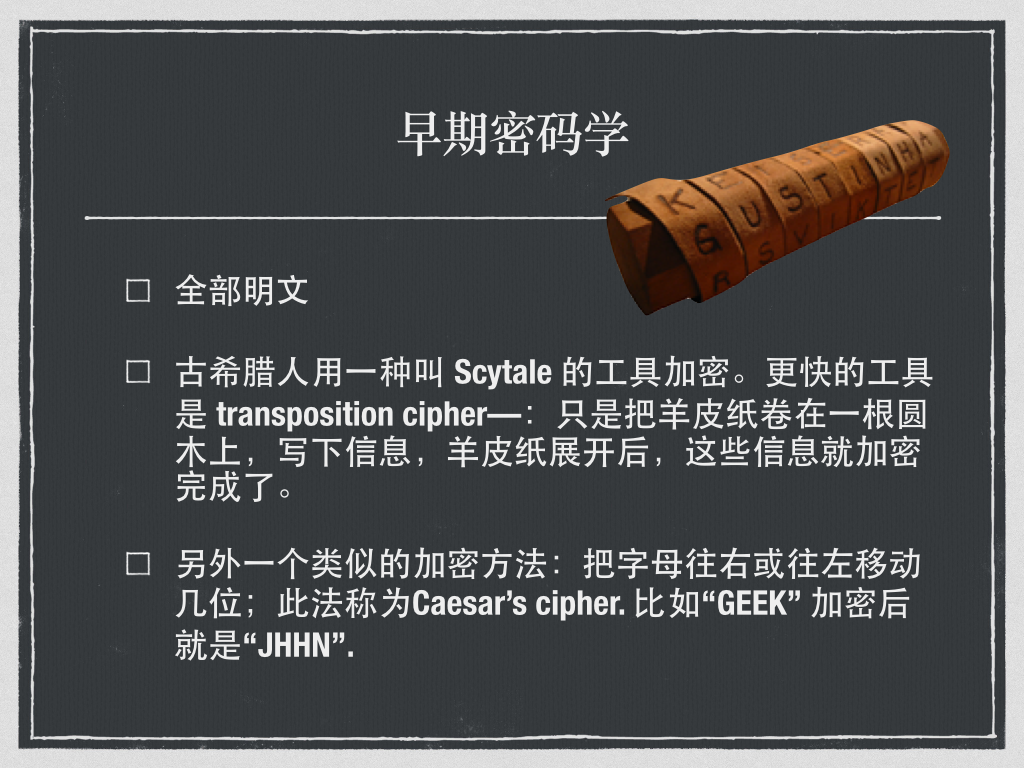 早期密码学
K E
G U S T I N H A
R S V I X T E T
全部明文
古希腊人用一种叫 Scytale 的工具加密。更快的工具
是 transposition cipher—：只是把羊皮纸卷在一根圆
木上，写下信息，羊皮纸展开后，这些信息就加密
完成了。
另外一个类似的加密方法：把字母往右或往左移动
几位；此法称为Caesar’s cipher. 比如“GEEK” 加密后
就是“JHHN”.